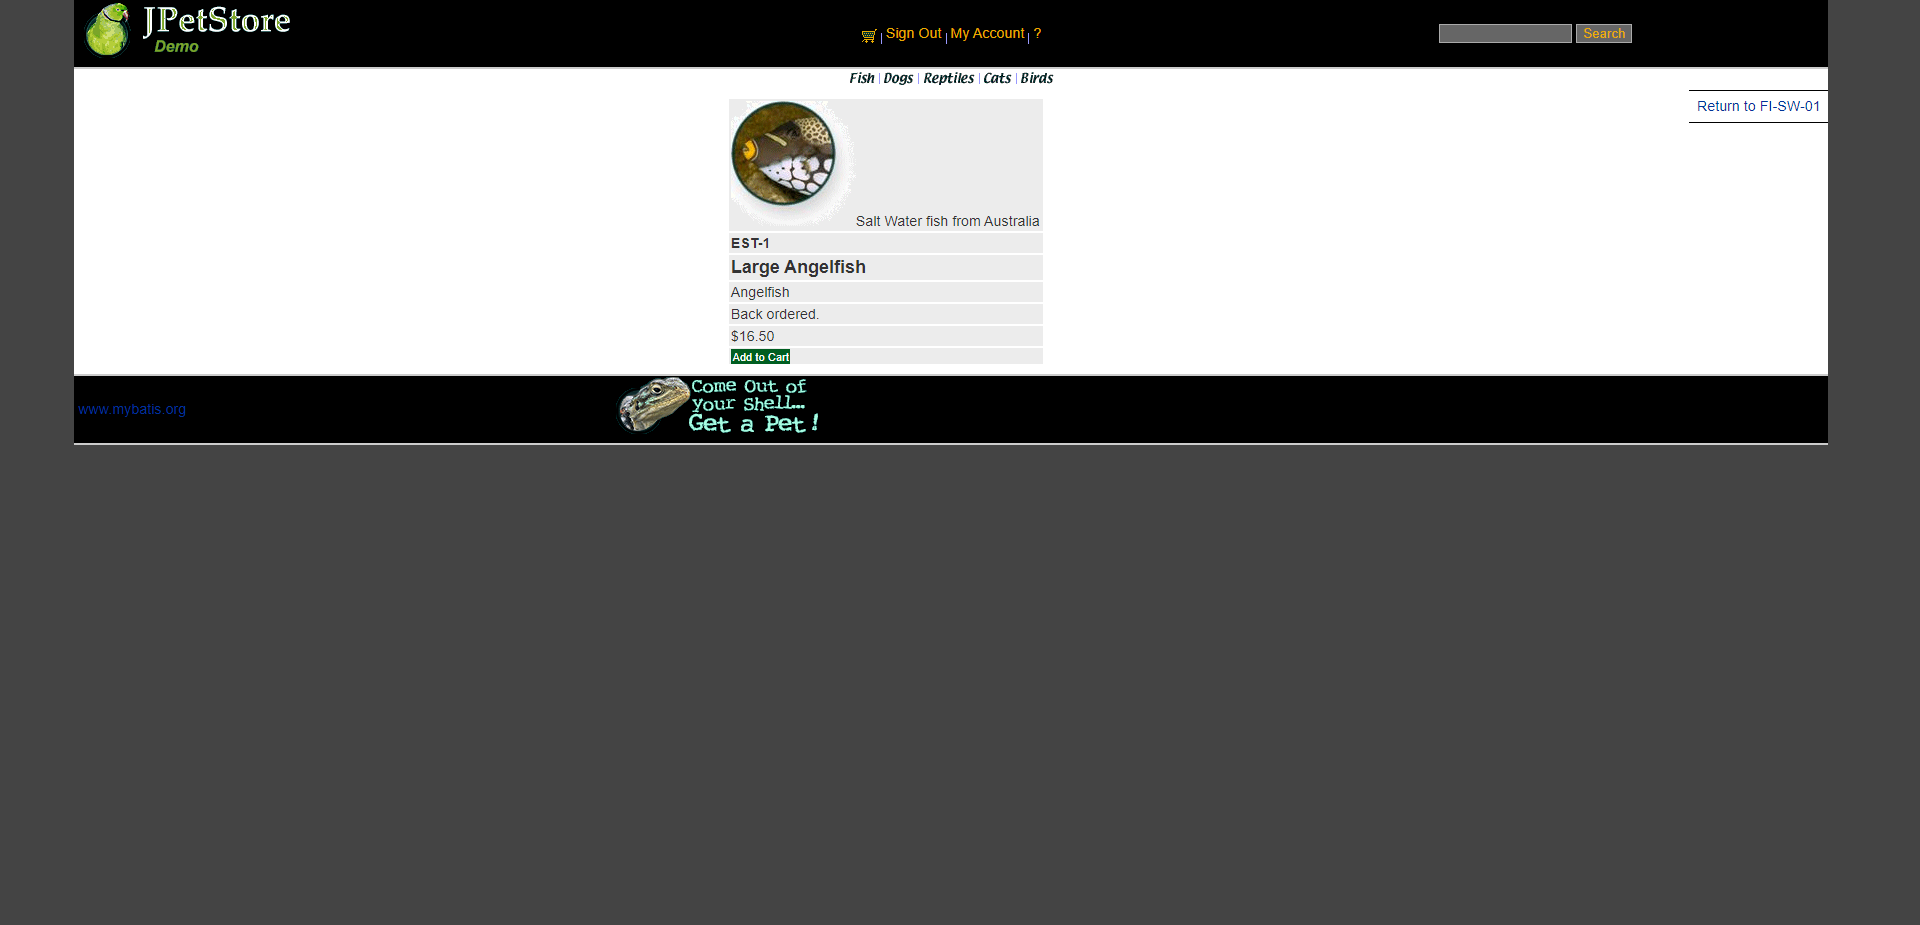 JPetStore
Demo
Sign Out
My Account
?
Search
Fish
Dogs
Reptiles
Cats
Birds
Return to FI-SW-01
Salt Water fish from Australia
EST-1
Large Angelfish
Angelfish
Back ordered.
$16.50
Add to Cart
www.mybatis.org
Come Out of
Your Shell...
Get a Pet!